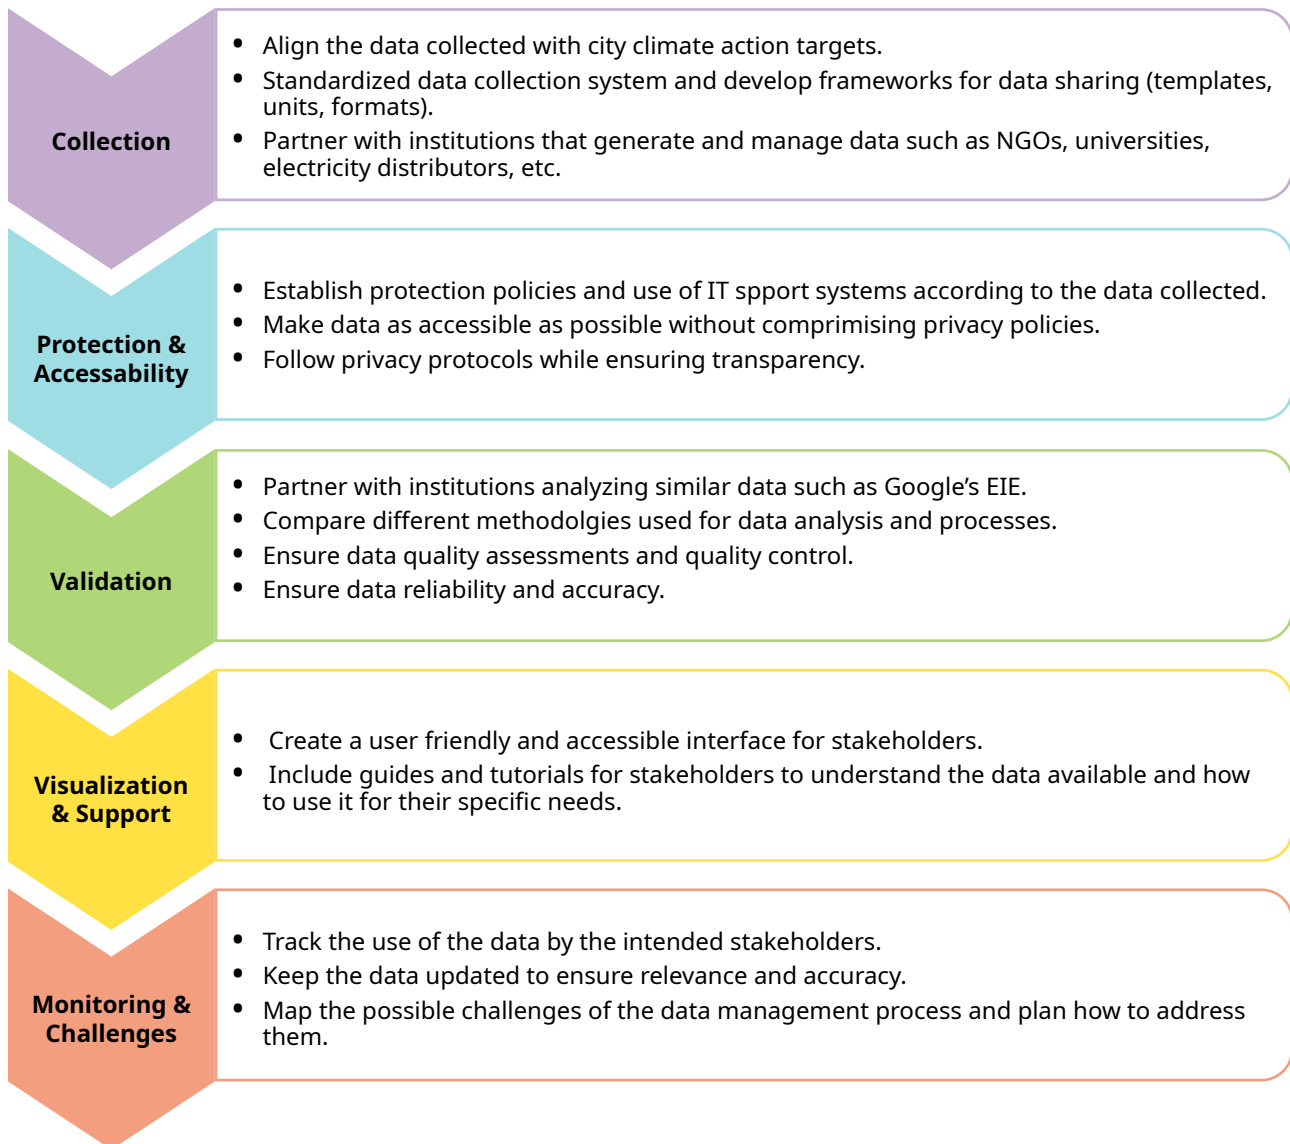 Collection
• Align the data collected with city climate action targets.
• Standardized data collection system and develop frameworks for data sharing (templates,
units, formats).
• Partner with institutions that generate and manage data such as NGOs, universities,
electricity distributors, etc.
Protection &
Accessability
• Establish protection policies and use of IT spport systems according to the data collected.
• Make data as accessible as possible without comprimising privacy policies.
• Follow privacy protocols while ensuring transparency.
Validation
• Partner with institutions analyzing similar data such as Google’s EIE.
• Compare different methodolgies used for data analysis and processes.
• Ensure data quality assessments and quality control.
• Ensure data reliability and accuracy.
Visualization
& Support
• Create a user friendly and accessible interface for stakeholders.
• Include guides and tutorials for stakeholders to understand the data available and how
to use it for their specific needs.
Monitoring &
Challenges
• Track the use of the data by the intended stakeholders.
• Keep the data updated to ensure relevance and accuracy.
• Map the possible challenges of the data management process and plan how to address
them.